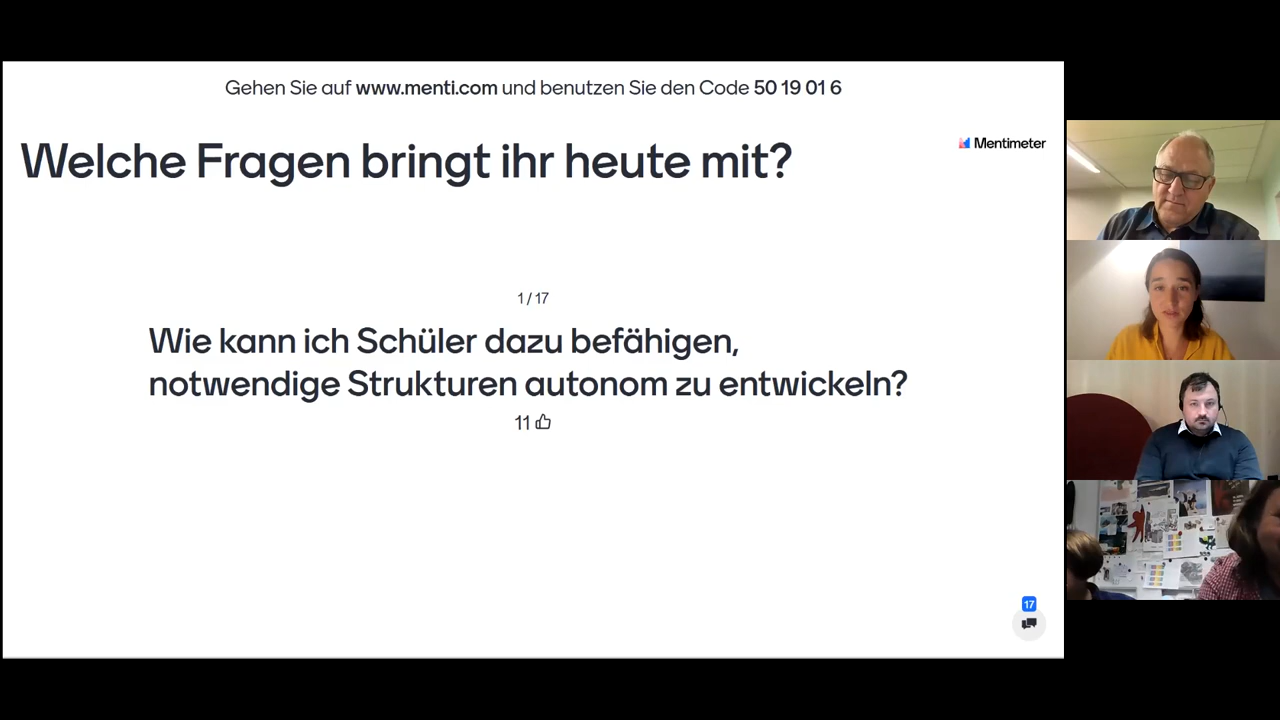 Gehen Sie auf www.menti.com und benutzen Sie den Code 50 19 01 6
Welche Fragen bringt ihr heute mit?
Mentimeter
1 / 17
Wie kann ich Schüler dazu befähigen,
notwendige Strukturen autonom zu entwickeln?
11
17